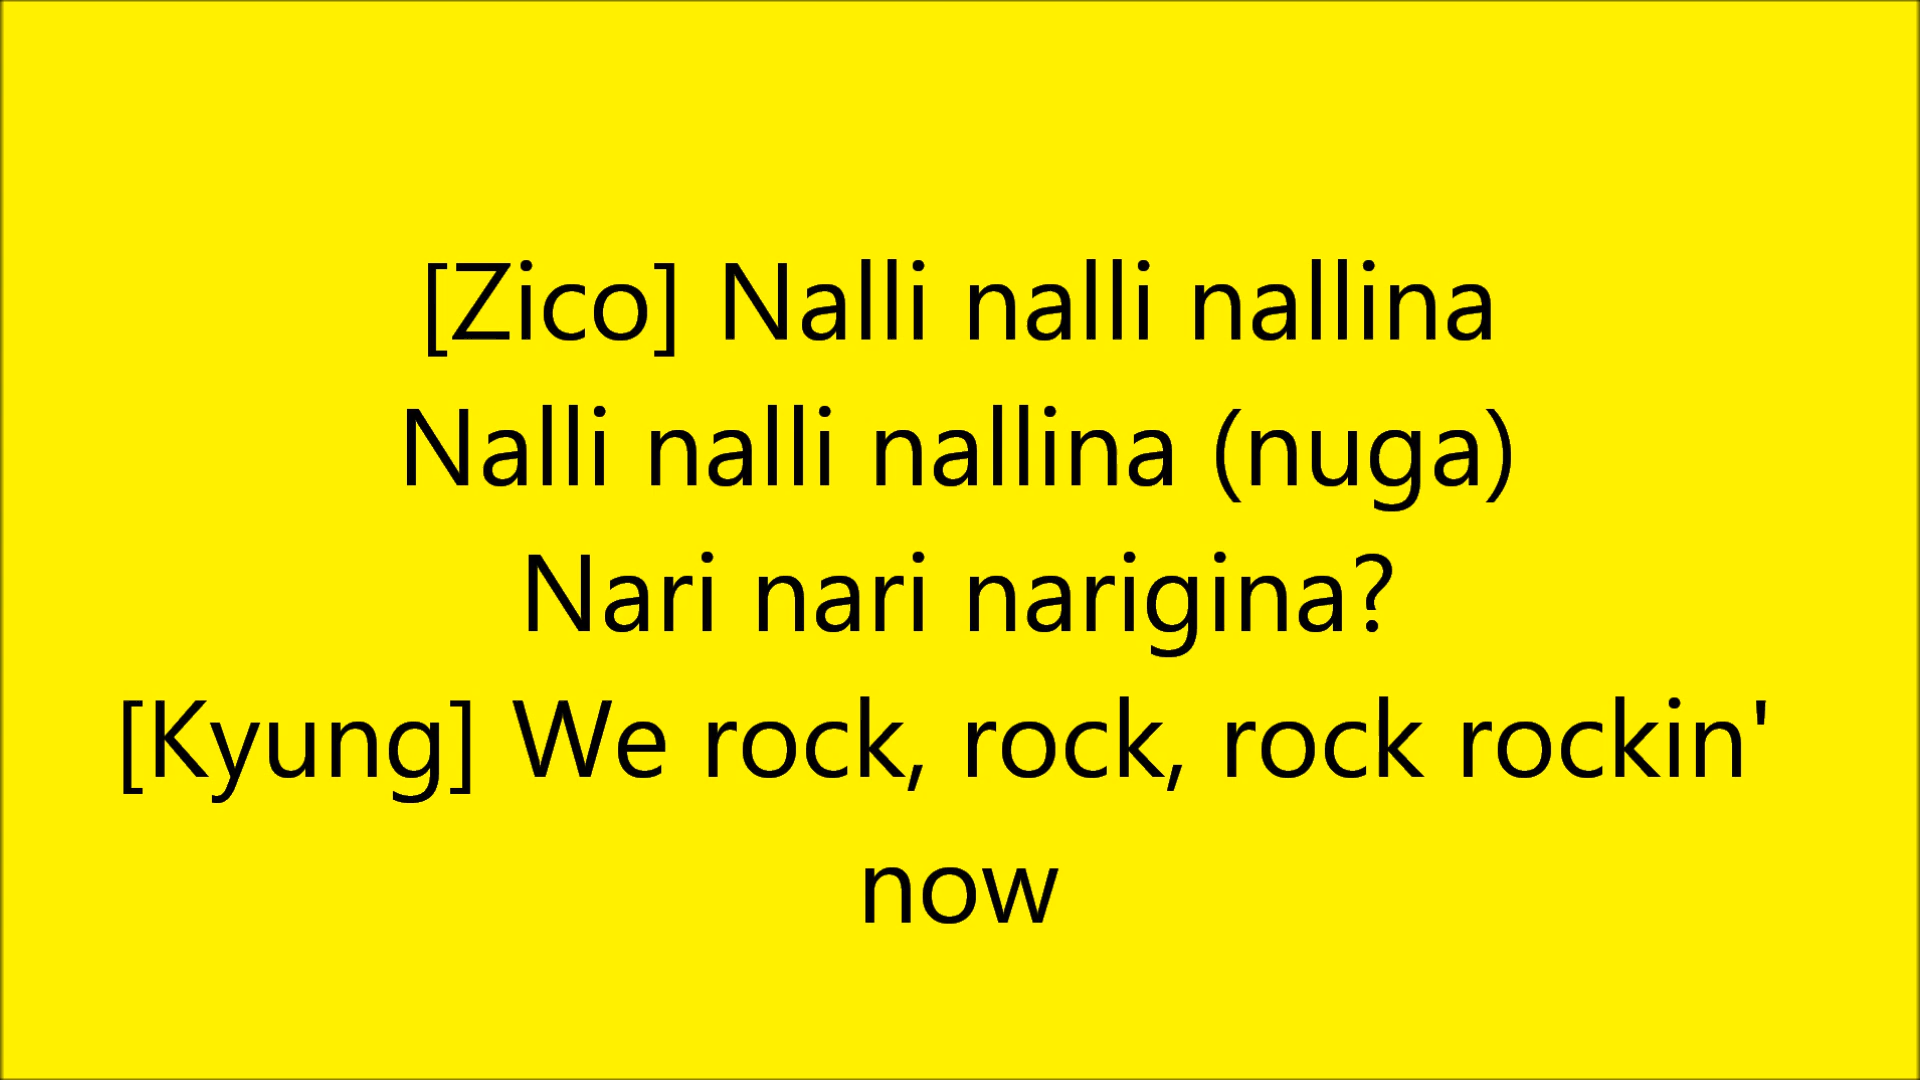 [Zico] Nalli nalli nallina
Nalli nalli nallina (nuga)
Nari nari narigina?
[Kyung] We rock, rock, rock rockin'
now